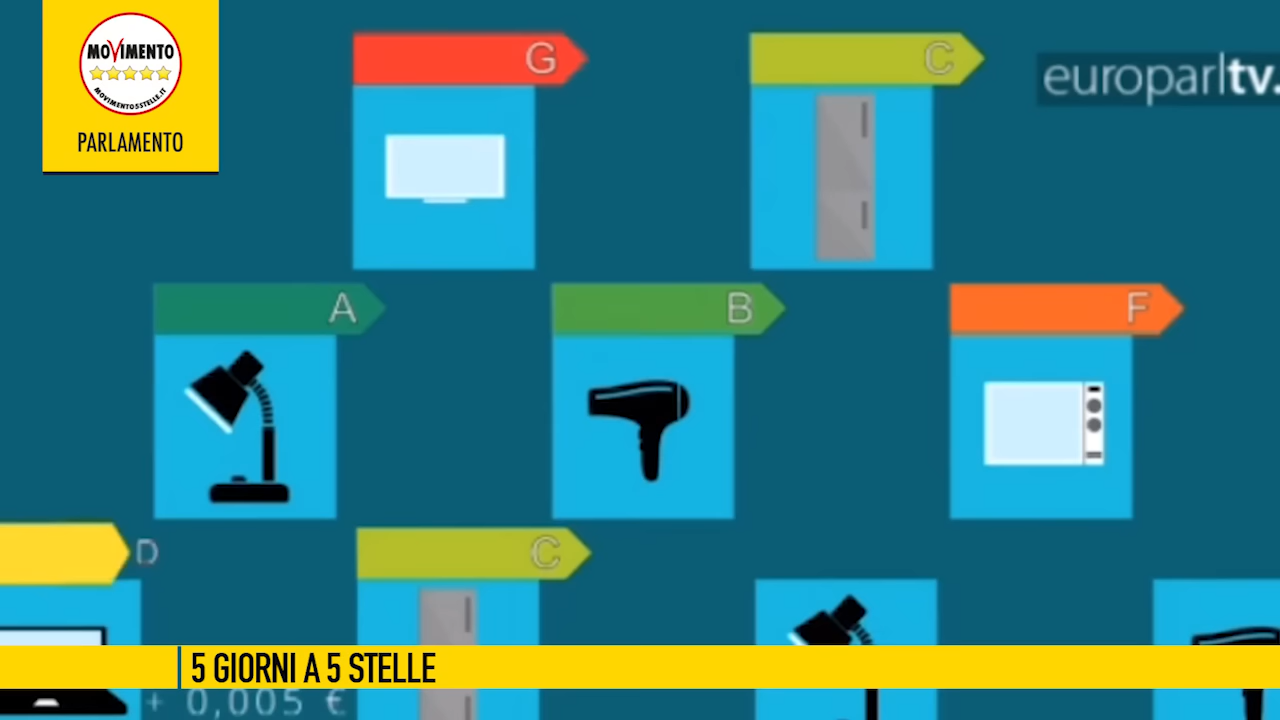 MOVIMENTO
MOVIMENTO5STELLE.IT
PARLAMENTO
G
C
europarltv.
A
B
F
D
C
5 GIORNI A 5 STELLE
+ 0,005 €